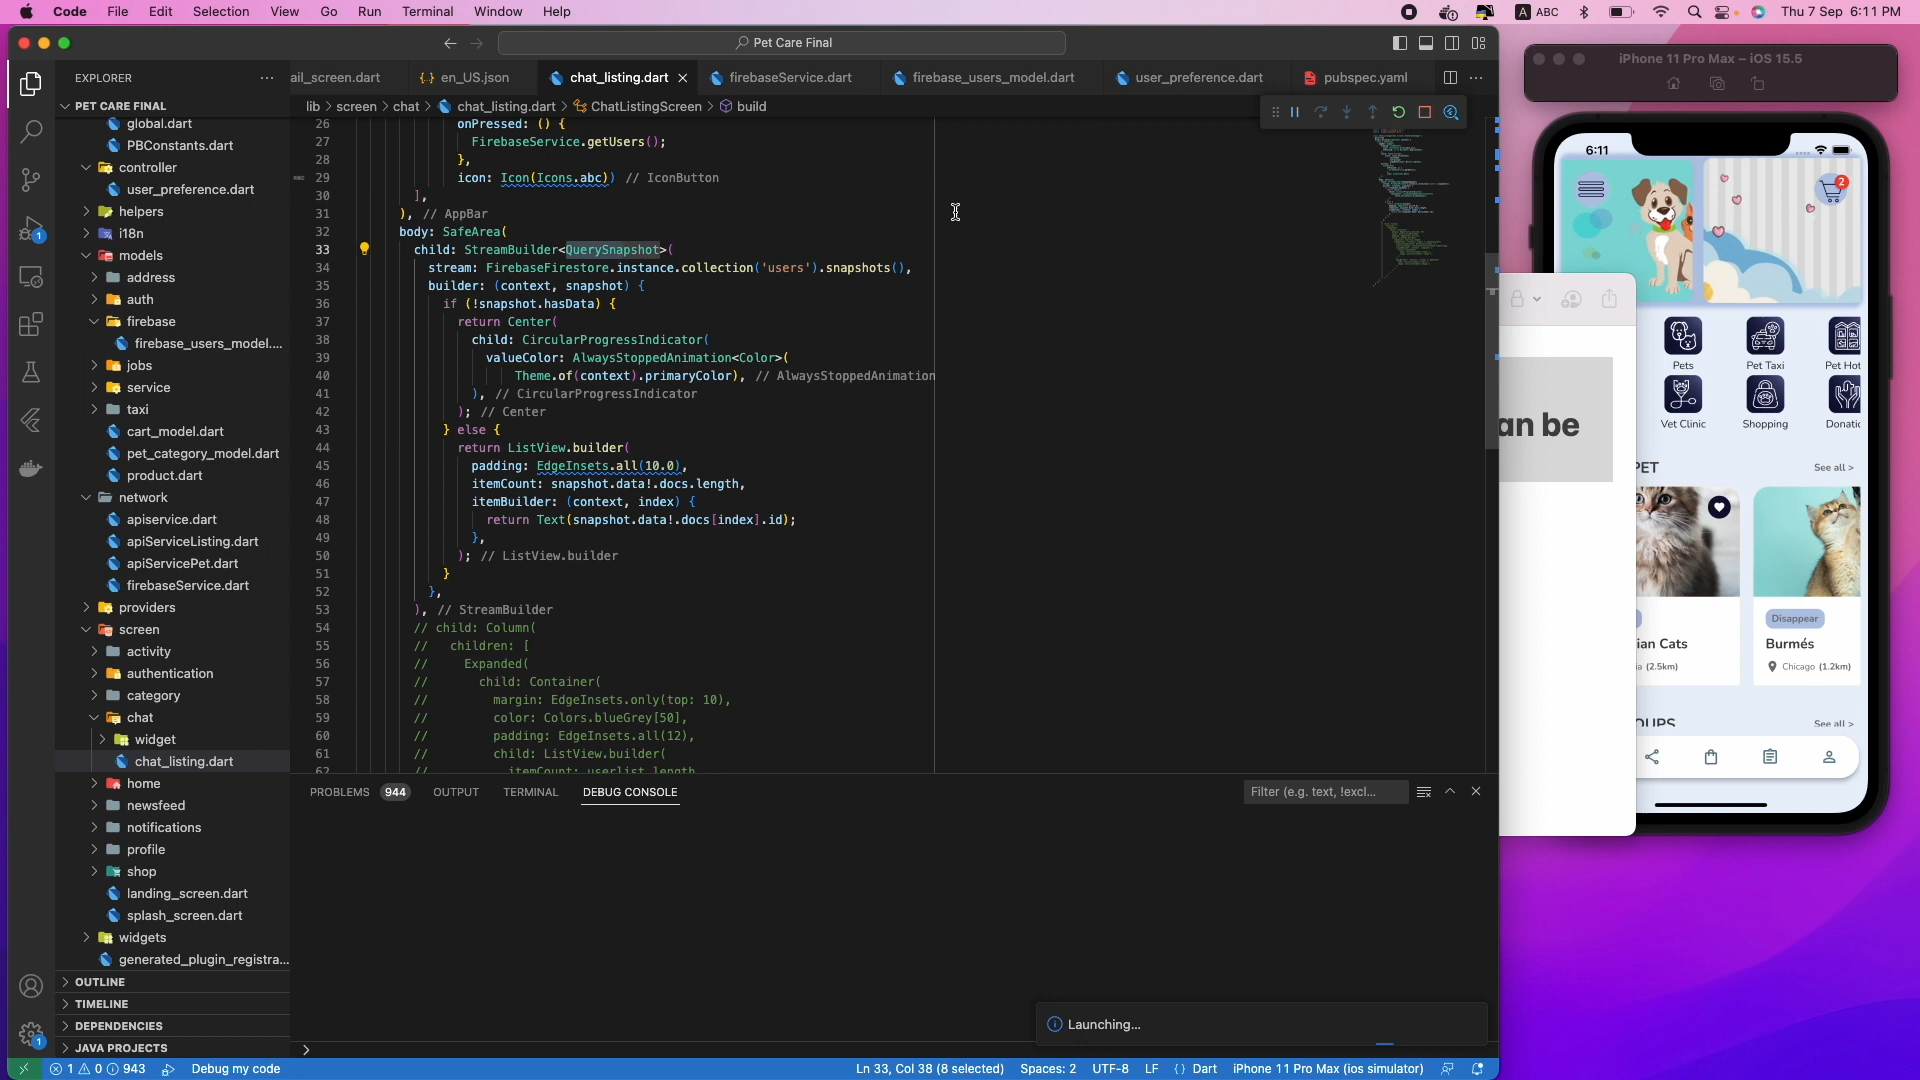 Code File Edit Selection View Go Run Terminal Window Help
A ABC Thu 7 Sep 6:11 PM
Pet Care Final
EXPLORER
ail_screen.dart en_US.json chat_listing.dart firebaseService.dart firebase_users_model.dart user_preference.dart pubspec.yaml
lib > screen > chat > chat_listing.dart > ChatListingScreen > build
PET CARE FINAL
global.dart
PBConstants.dart
controller
user_preference.dart
helpers
i18n
models
address
auth
firebase
firebase_users_model....
jobs
service
taxi
cart_model.dart
pet_category_model.dart
product.dart
network
apiservice.dart
apiServiceListing.dart
apiServicePet.dart
firebaseService.dart
providers
screen
activity
authentication
category
chat
widget
chat_listing.dart
home
newsfeed
notifications
profile
shop
landing_screen.dart
splash_screen.dart
widgets
generated_plugin_registra...
OUTLINE
TIMELINE
DEPENDENCIES
JAVA PROJECTS
26 onPressed: () {
27 FirebaseService.getUsers();
28 },
29 icon: Icon(Icons.abc)) // IconButton
30 ],
31 ), // AppBar
32 body: SafeArea(
33 child: StreamBuilder<QuerySnapshot>(
34 stream: FirebaseFirestore.instance.collection('users').snapshots(),
35 builder: (context, snapshot) {
36 if (!snapshot.hasData) {
37 return Center(
38 child: CircularProgressIndicator(
39 valueColor: AlwaysStoppedAnimation<Color>(
40 Theme.of(context).primaryColor), // AlwaysStoppedAnimation
41 ), // CircularProgressIndicator
42 ); // Center
43 } else {
44 return ListView.builder(
45 padding: EdgeInsets.all(10.0),
46 itemCount: snapshot.data!.docs.length,
47 itemBuilder: (context, index) {
48 return Text(snapshot.data!.docs[index].id);
49 },
50 ); // ListView.builder
51 }
52 },
53 ), // StreamBuilder
54 // child: Column(
55 // children: [
56 // Expanded(
57 // child: Container(
58 // margin: EdgeInsets.only(top: 10),
59 // color: Colors.blueGrey[50],
60 // padding: EdgeInsets.all(12),
61 // child: ListView.builder(
62 // itemCount: userlist.length
PROBLEMS 944 OUTPUT TERMINAL DEBUG CONSOLE
Filter (e.g. text, !excl...
Launching...
1 0 943 Debug my code
Ln 33, Col 38 (8 selected) Spaces: 2 UTF-8 LF {} Dart iPhone 11 Pro Max (ios simulator)
1
1
iPhone 11 Pro Max – iOS 15.5
6:11
2
Pets Pet Taxi Pet Hot
Vet Clinic Shopping Donatic
an be
PET See all >
Disappear
ian Cats Burmés
ia (2.5km) Chicago (1.2km)
OUPS See all >